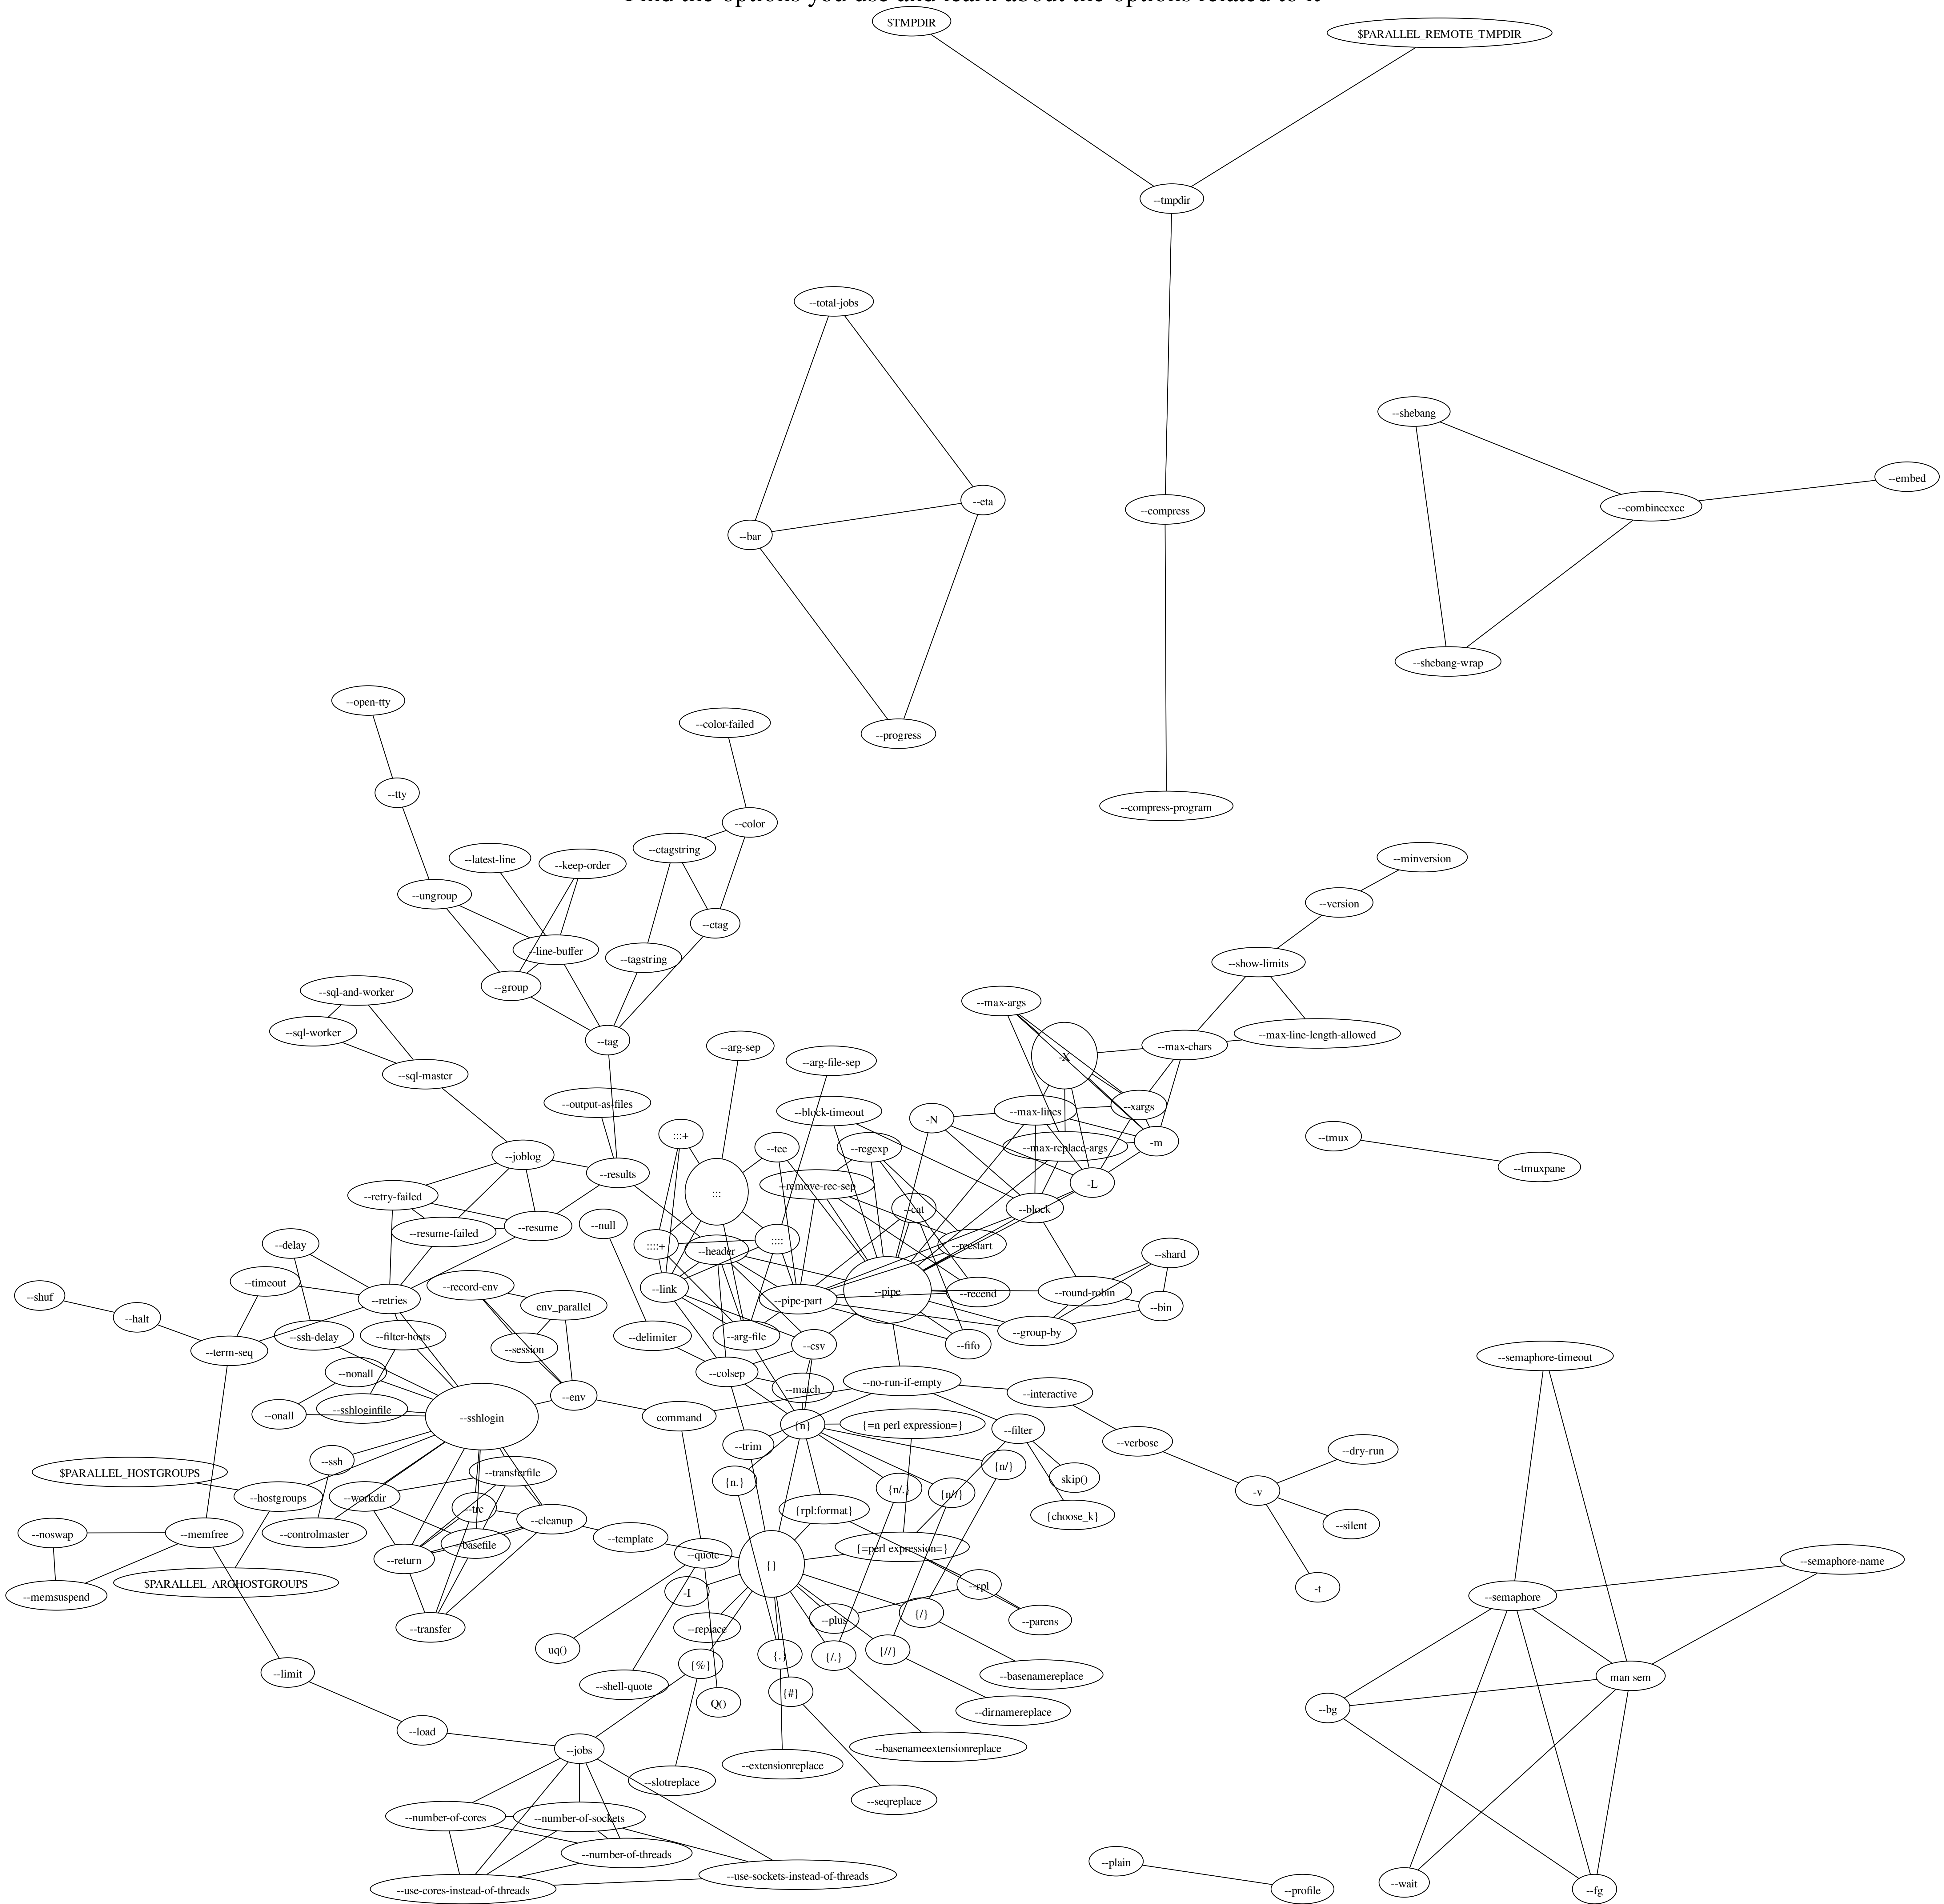 Find the options you use and learn about the options related to it
$TMPDIR
$PARALLEL_REMOTE_TMPDIR
--tmpdir
--total-jobs
--shebang
--embed
--eta
--combineexec
--compress
--bar
--shebang-wrap
--open-tty
--color-failed
--progress
--tty
--compress-program
--color
--ctagstring
--latest-line
--keep-order
--minversion
--ungroup
--version
--ctag
--line-buffer
--tagstring
--show-limits
--group
--sql-and-worker
--max-args
--sql-worker
--max-line-length-allowed
--tag
--arg-sep
--max-chars
-X
--arg-file-sep
--sql-master
--output-as-files
--xargs
--block-timeout
--max-lines
-N
:::+
--tmux
-m
--tee
--regexp
--max-replace-args
--joblog
--tmuxpane
--results
-L
--remove-rec-sep
:::
--retry-failed
--cat
--block
--null
--resume
--resume-failed
::::
--delay
::::+
--recstart
--header
--shard
--timeout
--record-env
--link
--pipe
--recend
--round-robin
--shuf
--retries
--pipe-part
env_parallel
--bin
--halt
--group-by
--ssh-delay
--filter-hosts
--delimiter
--arg-file
--csv
--fifo
--session
--term-seq
--semaphore-timeout
--nonall
--colsep
--no-run-if-empty
--match
--interactive
--env
--sshloginfile
--onall
--sshlogin
command
{n}
{=n perl expression=}
--filter
--verbose
--trim
--dry-run
--ssh
{n/}
$PARALLEL_HOSTGROUPS
--transferfile
{n.}
skip()
{n/.}
-v
--hostgroups
--workdir
{n//}
--trc
{rpl:format}
{choose_k}
--cleanup
--silent
--noswap
--memfree
--controlmaster
--template
--basefile
{=perl expression=}
--quote
--return
--semaphore-name
{}
$PARALLEL_ARGHOSTGROUPS
--rpl
-t
-I
--memsuspend
--semaphore
{/}
--plus
--parens
--transfer
--replace
uq()
{//}
{.}
{/.}
{%}
--limit
--basenamereplace
man sem
--shell-quote
{#}
Q()
--bg
--dirnamereplace
--load
--jobs
--basenameextensionreplace
--extensionreplace
--slotreplace
--seqreplace
--number-of-cores
--number-of-sockets
--number-of-threads
--plain
--use-sockets-instead-of-threads
--wait
--use-cores-instead-of-threads
--profile
--fg